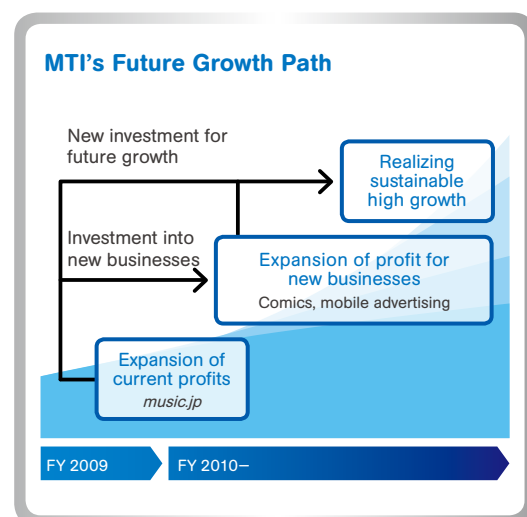 MTI's Future Growth Path
New investment for
future growth
Realizing
sustainable
high growth
Investment into
new businesses
Expansion of profit for
new businesses
Comics, mobile advertising
Expansion of
current profits
music.jp
FY 2009
FY 2010–